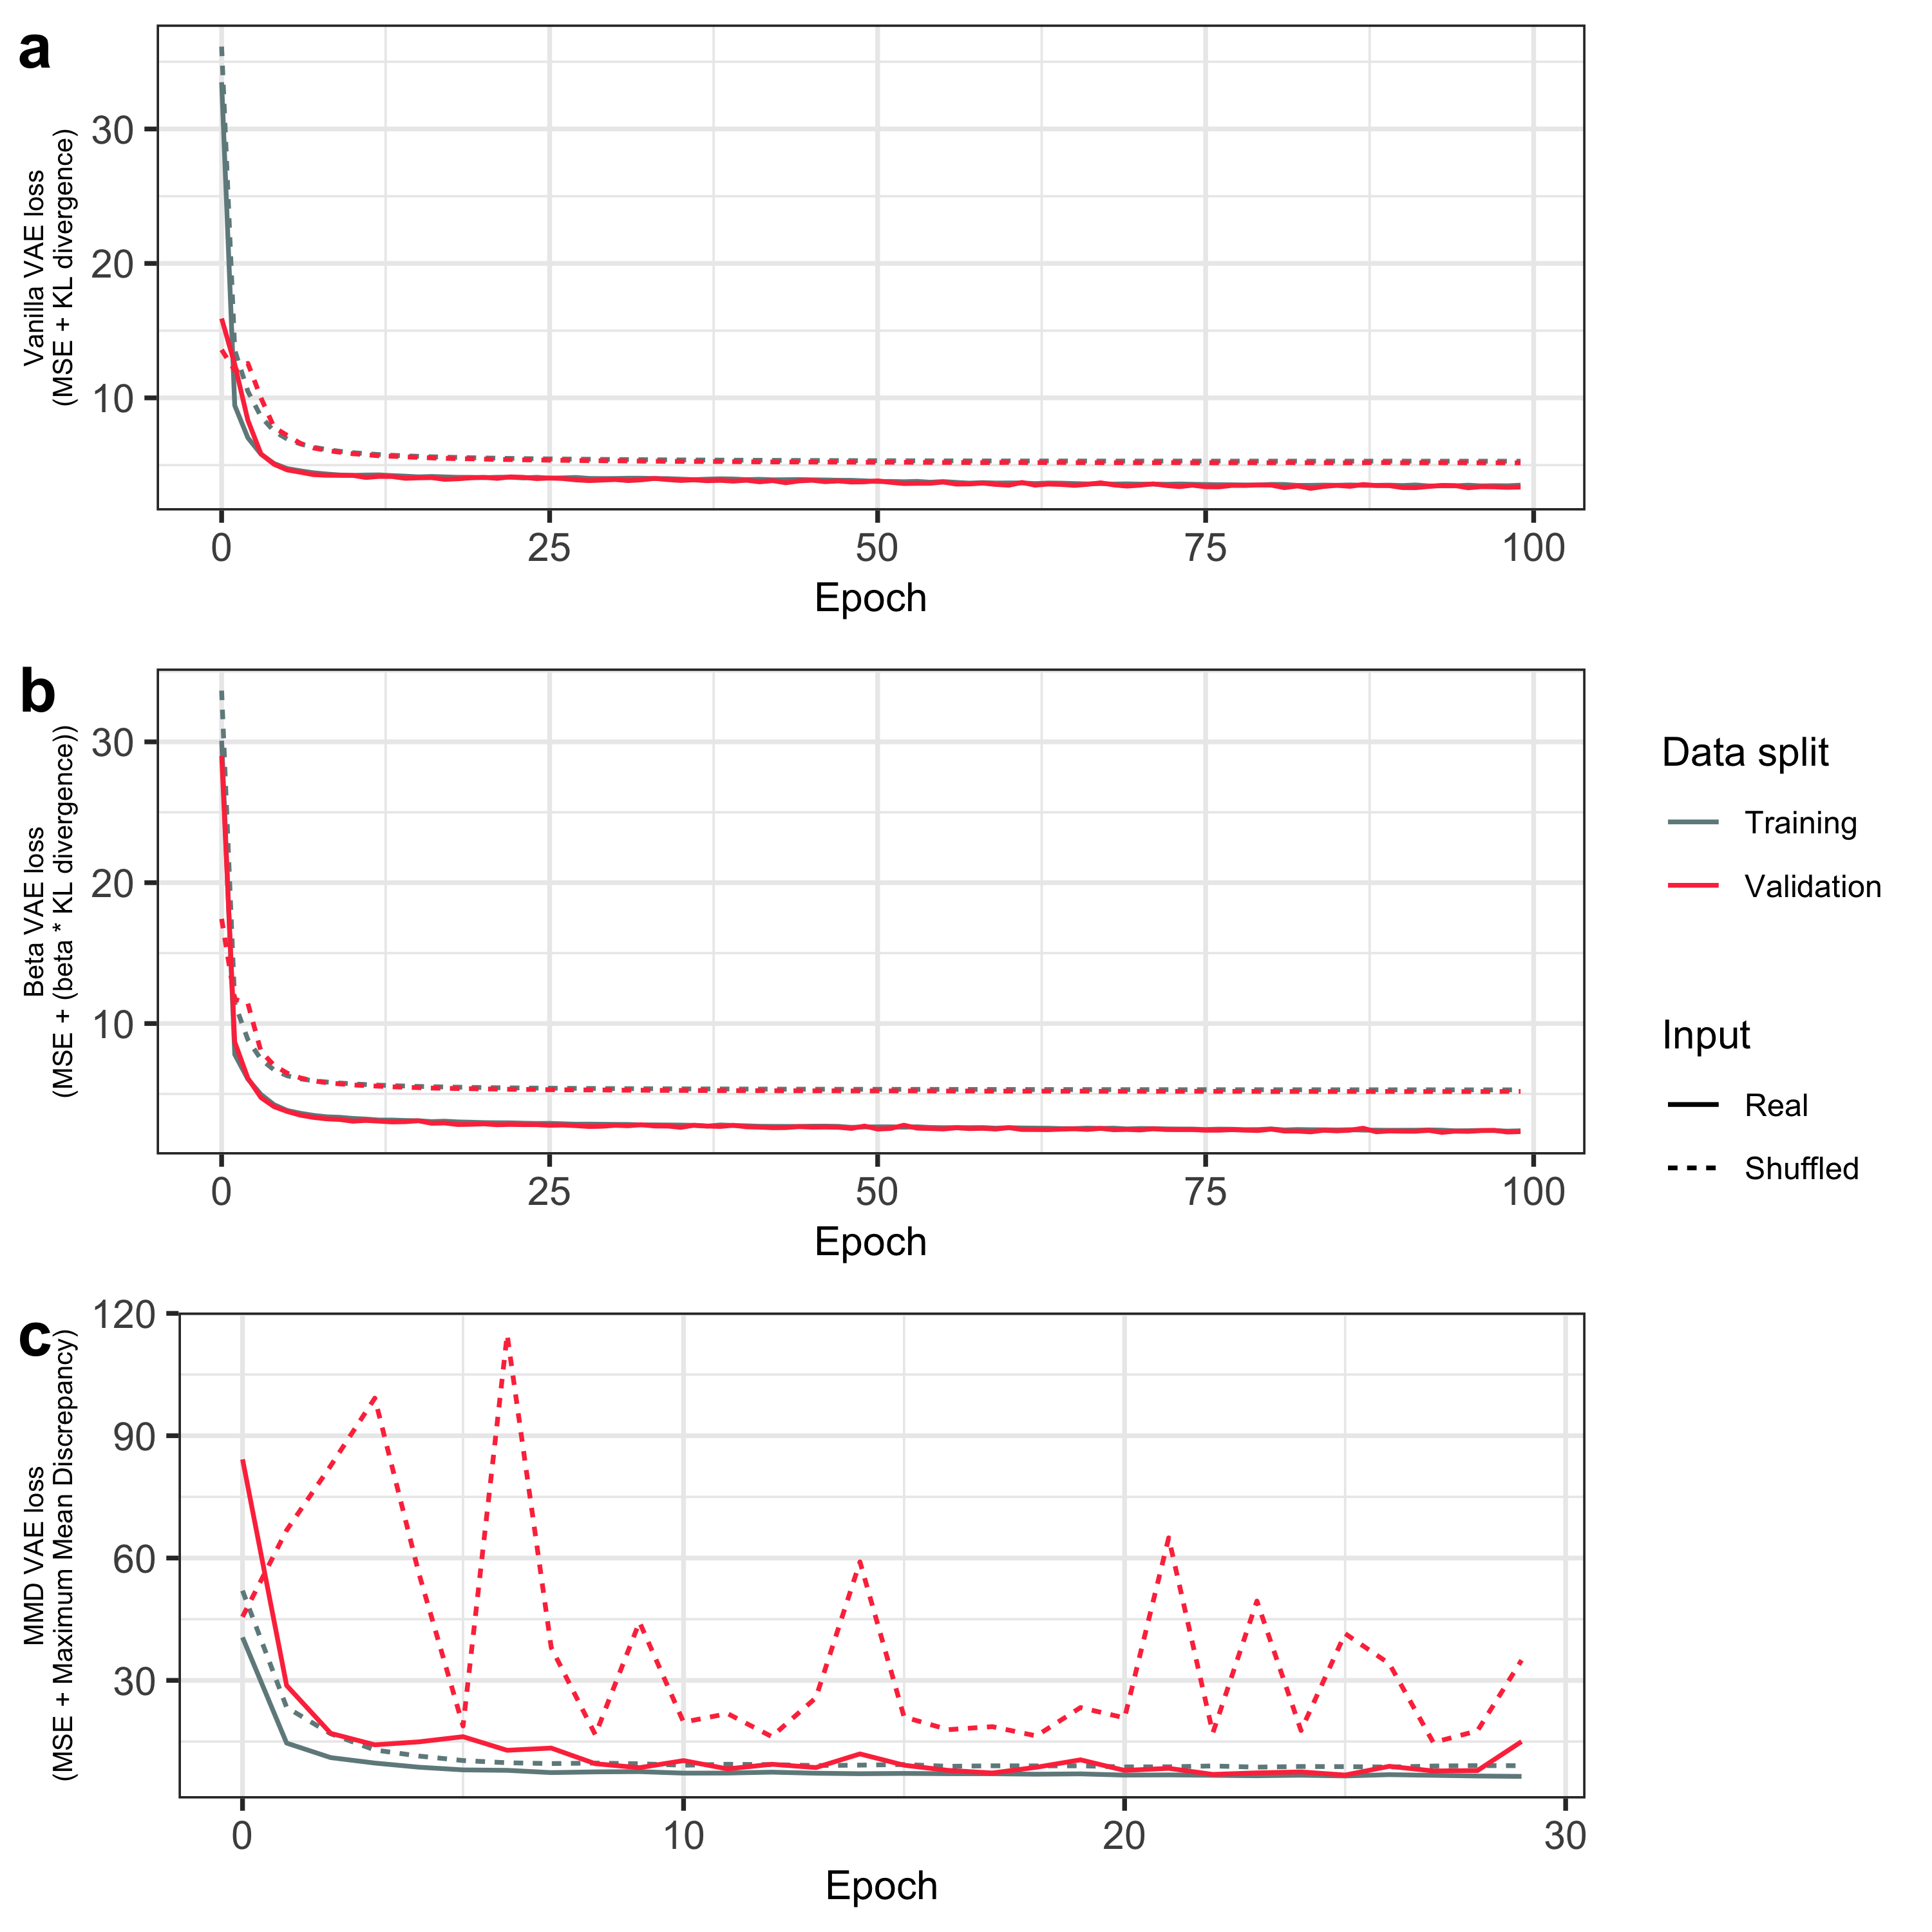 a
Vanilla VAE loss
(MSE + KL divergence)
30
20
10
0 25 50 75 100
Epoch
b
Beta VAE loss
(MSE + (beta * KL divergence))
30
20
10
0 25 50 75 100
Epoch
Data split
Training
Validation
Input
Real
Shuffled
c
MMD VAE loss
(MSE + Maximum Mean Discrepancy)
120
90
60
30
0 10 20 30
Epoch